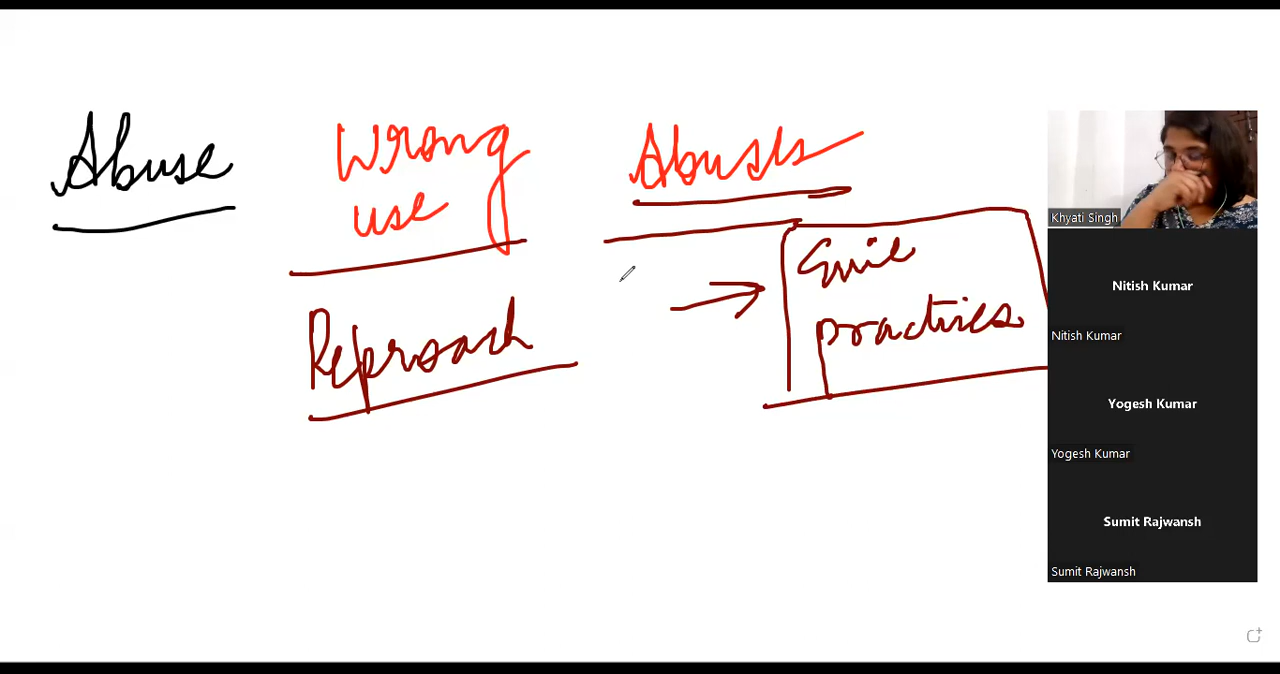 Abuse
Wrong
use
Reproach
Abuses
Evil
practices
Khyati Singh
Nitish Kumar
Nitish Kumar
Yogesh Kumar
Yogesh Kumar
Sumit Rajwansh
Sumit Rajwansh